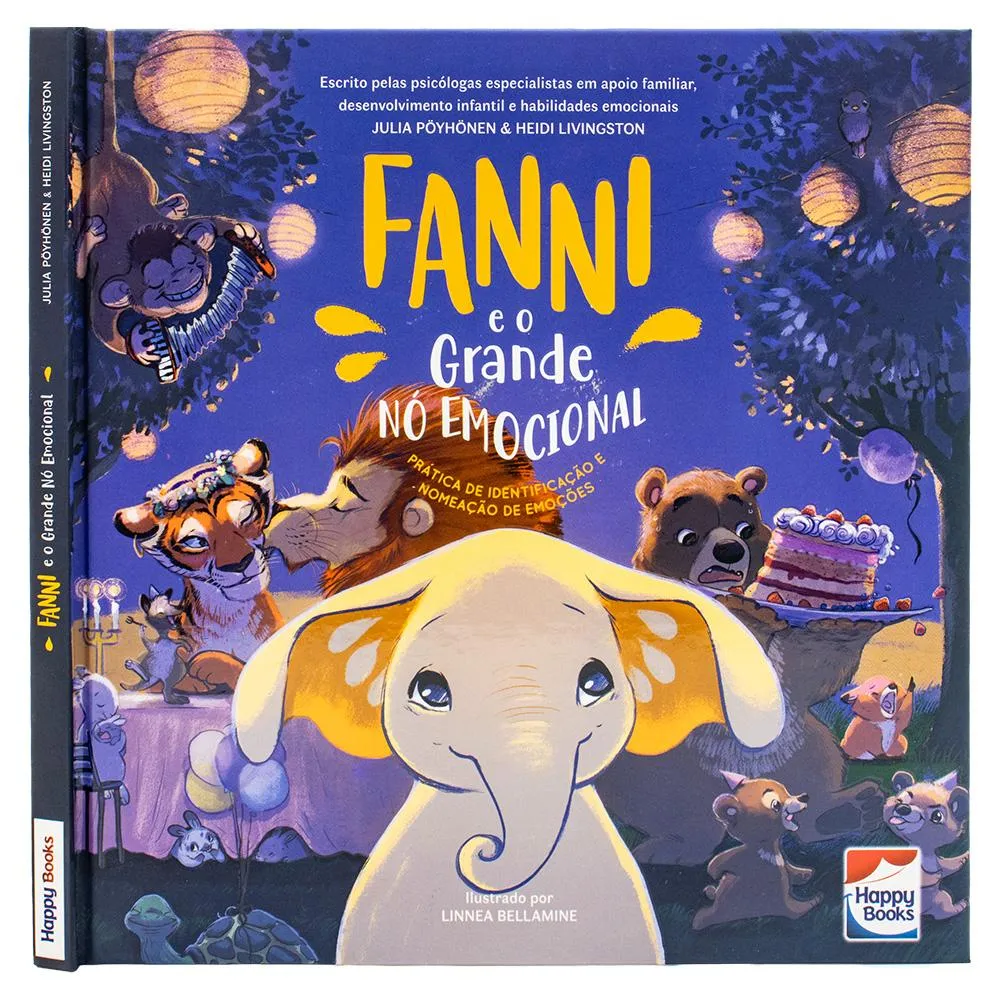 Escrito pelas psicólogas especialistas em apoio familiar,
desenvolvimento infantil e habilidades emocionais
JULIA PÖYHÖNEN & HEIDI LIVINGSTON
FANNI
e o
Grande
NÓ EMOCIONAL
PRÁTICA DE IDENTIFICAÇÃO E
NOMEAÇÃO DE EMOÇÕES
Ilustrado por
LINNEA BELLAMINE
Happy
Books
JULIA PÖYHÖNEN & HEIDI LIVINGSTON
FANNI e o Grande Nó Emocional
Happy Books